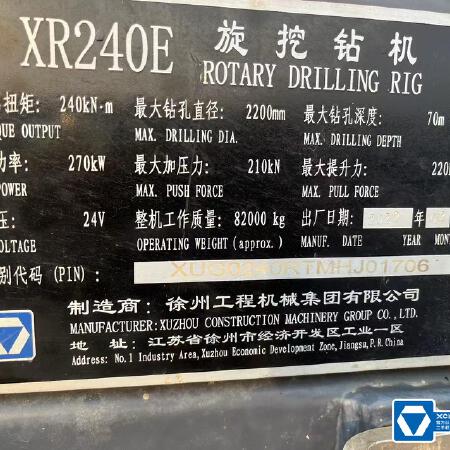 XR240E 旋挖钻机
ROTARY DRILLING RIG
扭矩: 240kN·m 最大钻孔直径: 2200mm 最大钻孔深度: 70m
QUE OUTPUT MAX. DRILLING DIA. MAX. DRILLING DEPTH
功率: 270kW 最大加压力: 210kN 最大提升力: 220
POWER MAX. PUSH FORCE MAX. PULL FORCE
压: 24V 整机工作质量: 82000 kg 出厂日期: 年
VOLTAGE OPERATING WEIGHT (approx.) MANUF. DATE YEAR MON
别代码 (PIN):
制造商: 徐州工程机械集团有限公司
MANUFACTURER: XUZHOU CONSTRUCTION MACHINERY GROUP CO., LTD.
地 址: 江苏省徐州市经济开发区工业一区
Address: No.1 Industry Area, Xuzhou Economic Development Zone, Jiangsu, P.R. China